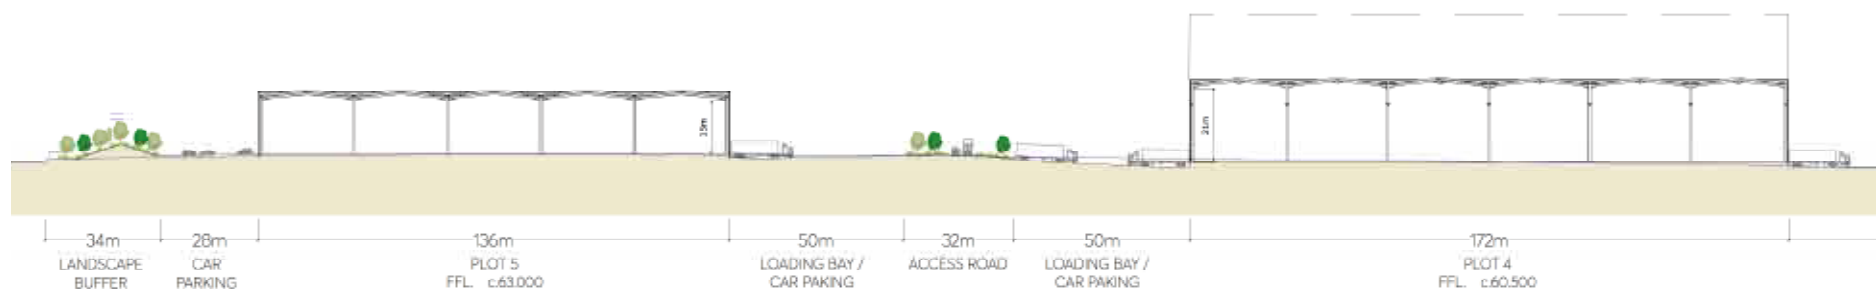 15m
21m
34m
28m
136m
50m
32m
50m
172m
LANDSCAPE
BUFFER
CAR
PARKING
PLOT 5
FFL. c.63.000
LOADING BAY /
CAR PAKING
ACCESS ROAD
LOADING BAY /
CAR PAKING
PLOT 4
FFL. c.60.500